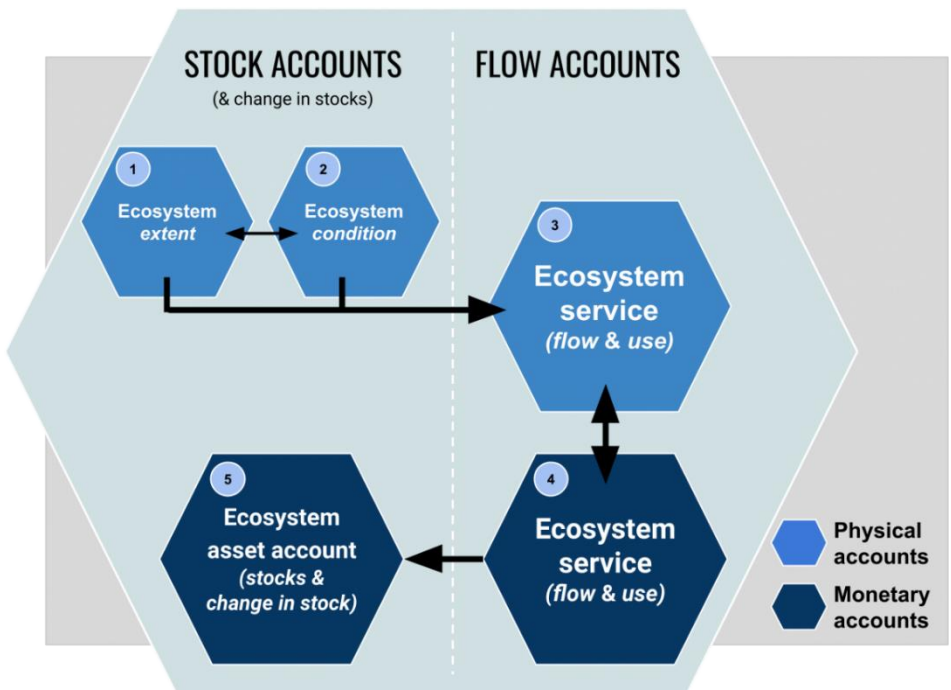 STOCK ACCOUNTS
(& change in stocks)
FLOW ACCOUNTS
1
Ecosystem
extent
2
Ecosystem
condition
3
Ecosystem
service
(flow & use)
5
Ecosystem
asset account
(stocks &
change in stock)
4
Ecosystem
service
(flow & use)
Physical
accounts
Monetary
accounts